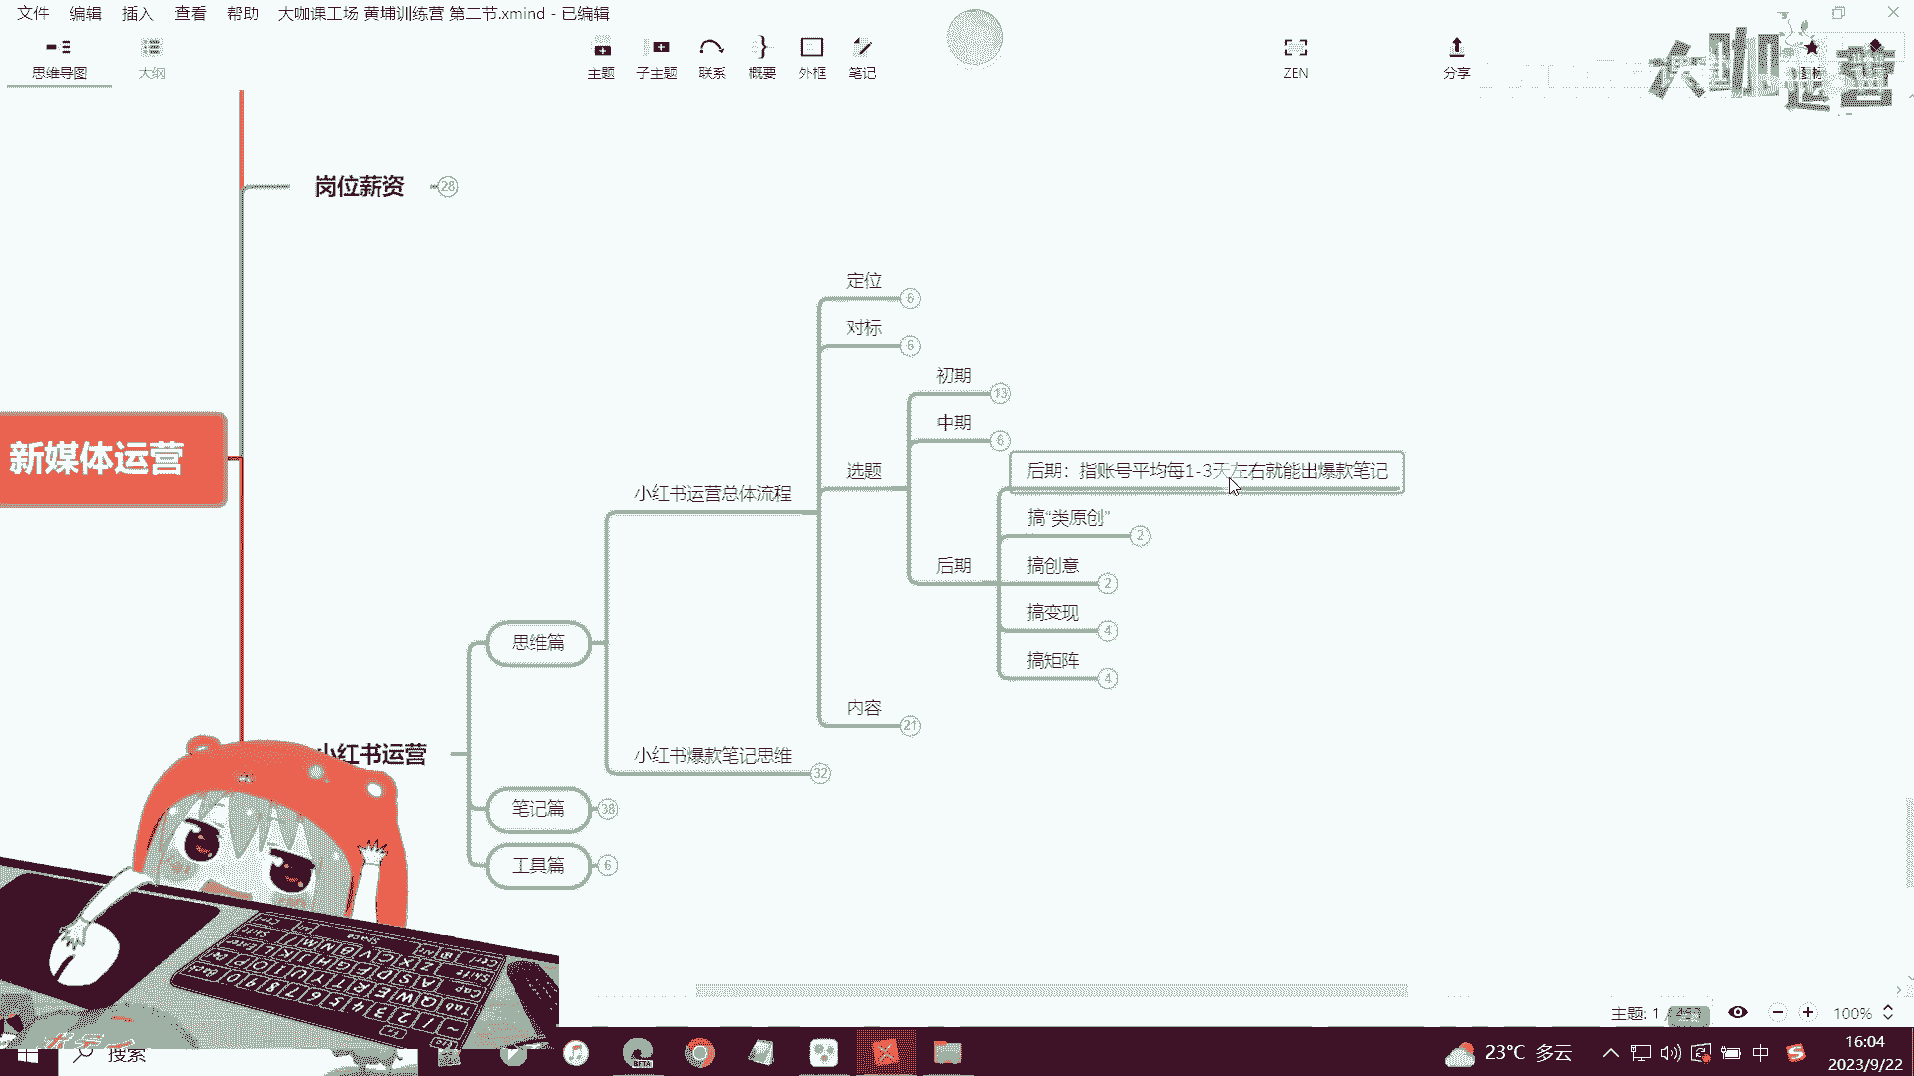 文件 编辑 插入 查看 帮助 大咖课工场 黄埔训练营 第二节.xmind - 已编辑
思维导图 大纲 主题 子主题 联系 概要 外框 笔记 ZEN 分享
大咖运营
岗位薪资 28
定位 6
对标 6
初期 13
中期 6
新媒体运营
选题
后期：指账号平均每1-3天左右就能出爆款笔记
小红书运营总体流程
搞“类原创” 2
后期
搞创意 2
搞变现 4
思维篇
搞矩阵 4
内容 21
小红书运营
小红书爆款笔记思维 32
笔记篇 38
工具篇 6
主题: 1 /
100%
搜索
BETA
23°C 多云
中
16:04
2023/9/22